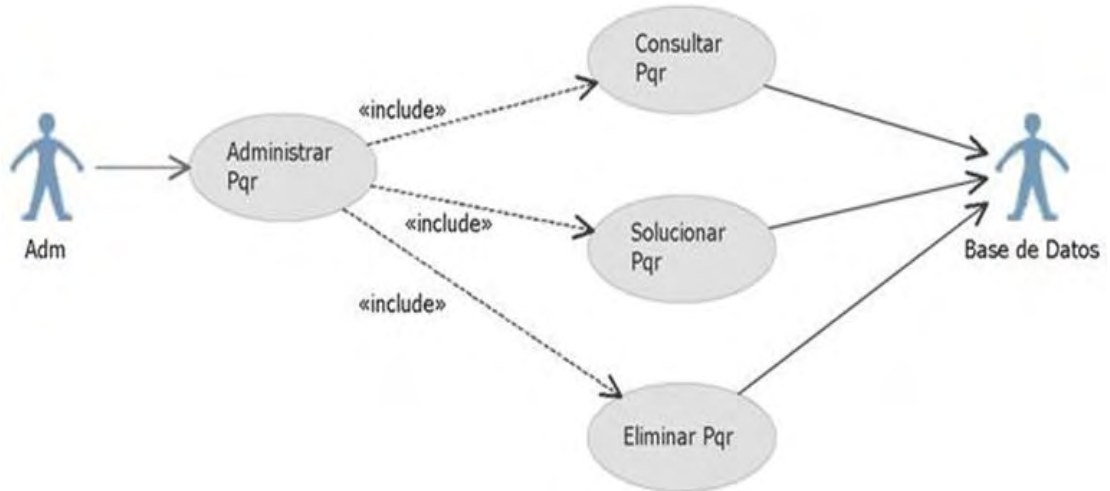 Consultar
Pqr
«include»
Administrar
Pqr
Adm
«include»
Solucionar
Pqr
Base de Datos
«include»
Eliminar Pqr